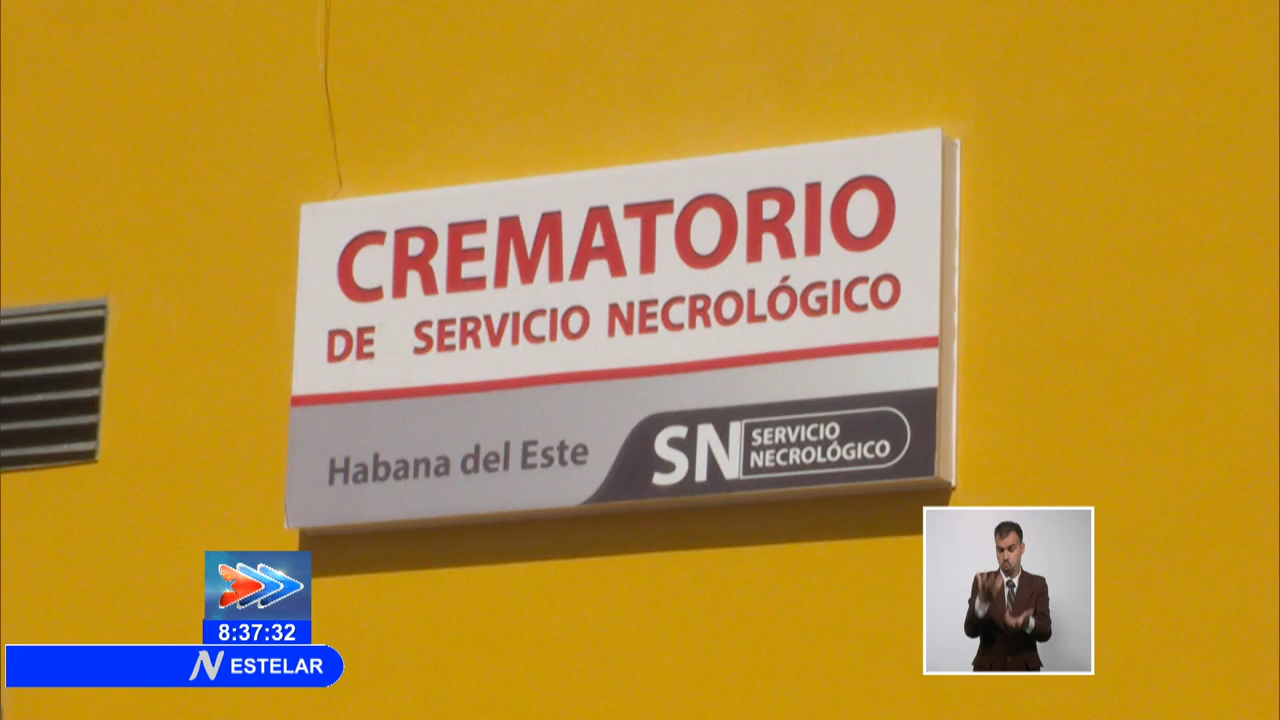 CREMATORIO
DE SERVICIO NECROLÓGICO
Habana del Este
SN SERVICIO
NECROLÓGICO
8:37:32
N ESTELAR